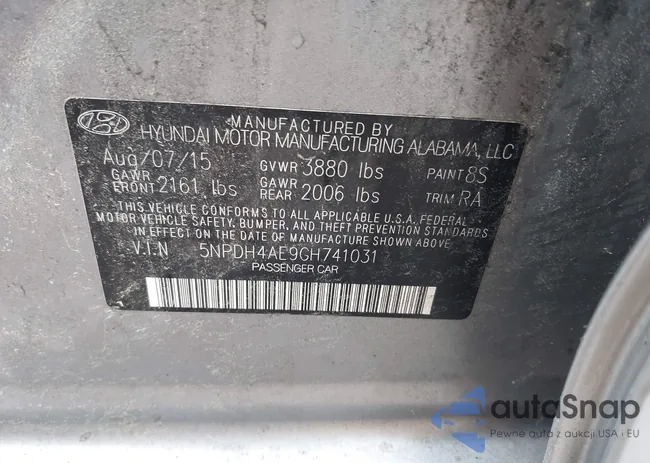 MANUFACTURED BY
HYUNDAI MOTOR MANUFACTURING ALABAMA, LLC
Aug/07/15 GVWR 3880 lbs PAINT 8S
GAWR FRONT 2161 lbs GAWR REAR 2006 lbs TRIM RA
THIS VEHICLE CONFORMS TO ALL APPLICABLE U.S.A. FEDERAL
MOTOR VEHICLE SAFETY, BUMPER, AND THEFT PREVENTION STANDARDS
IN EFFECT ON THE DATE OF MANUFACTURE SHOWN ABOVE.
V.I.N 5NPDH4AE9GH741031
PASSENGER CAR
autoSnap
Pewne auta z aukcji USA i EU